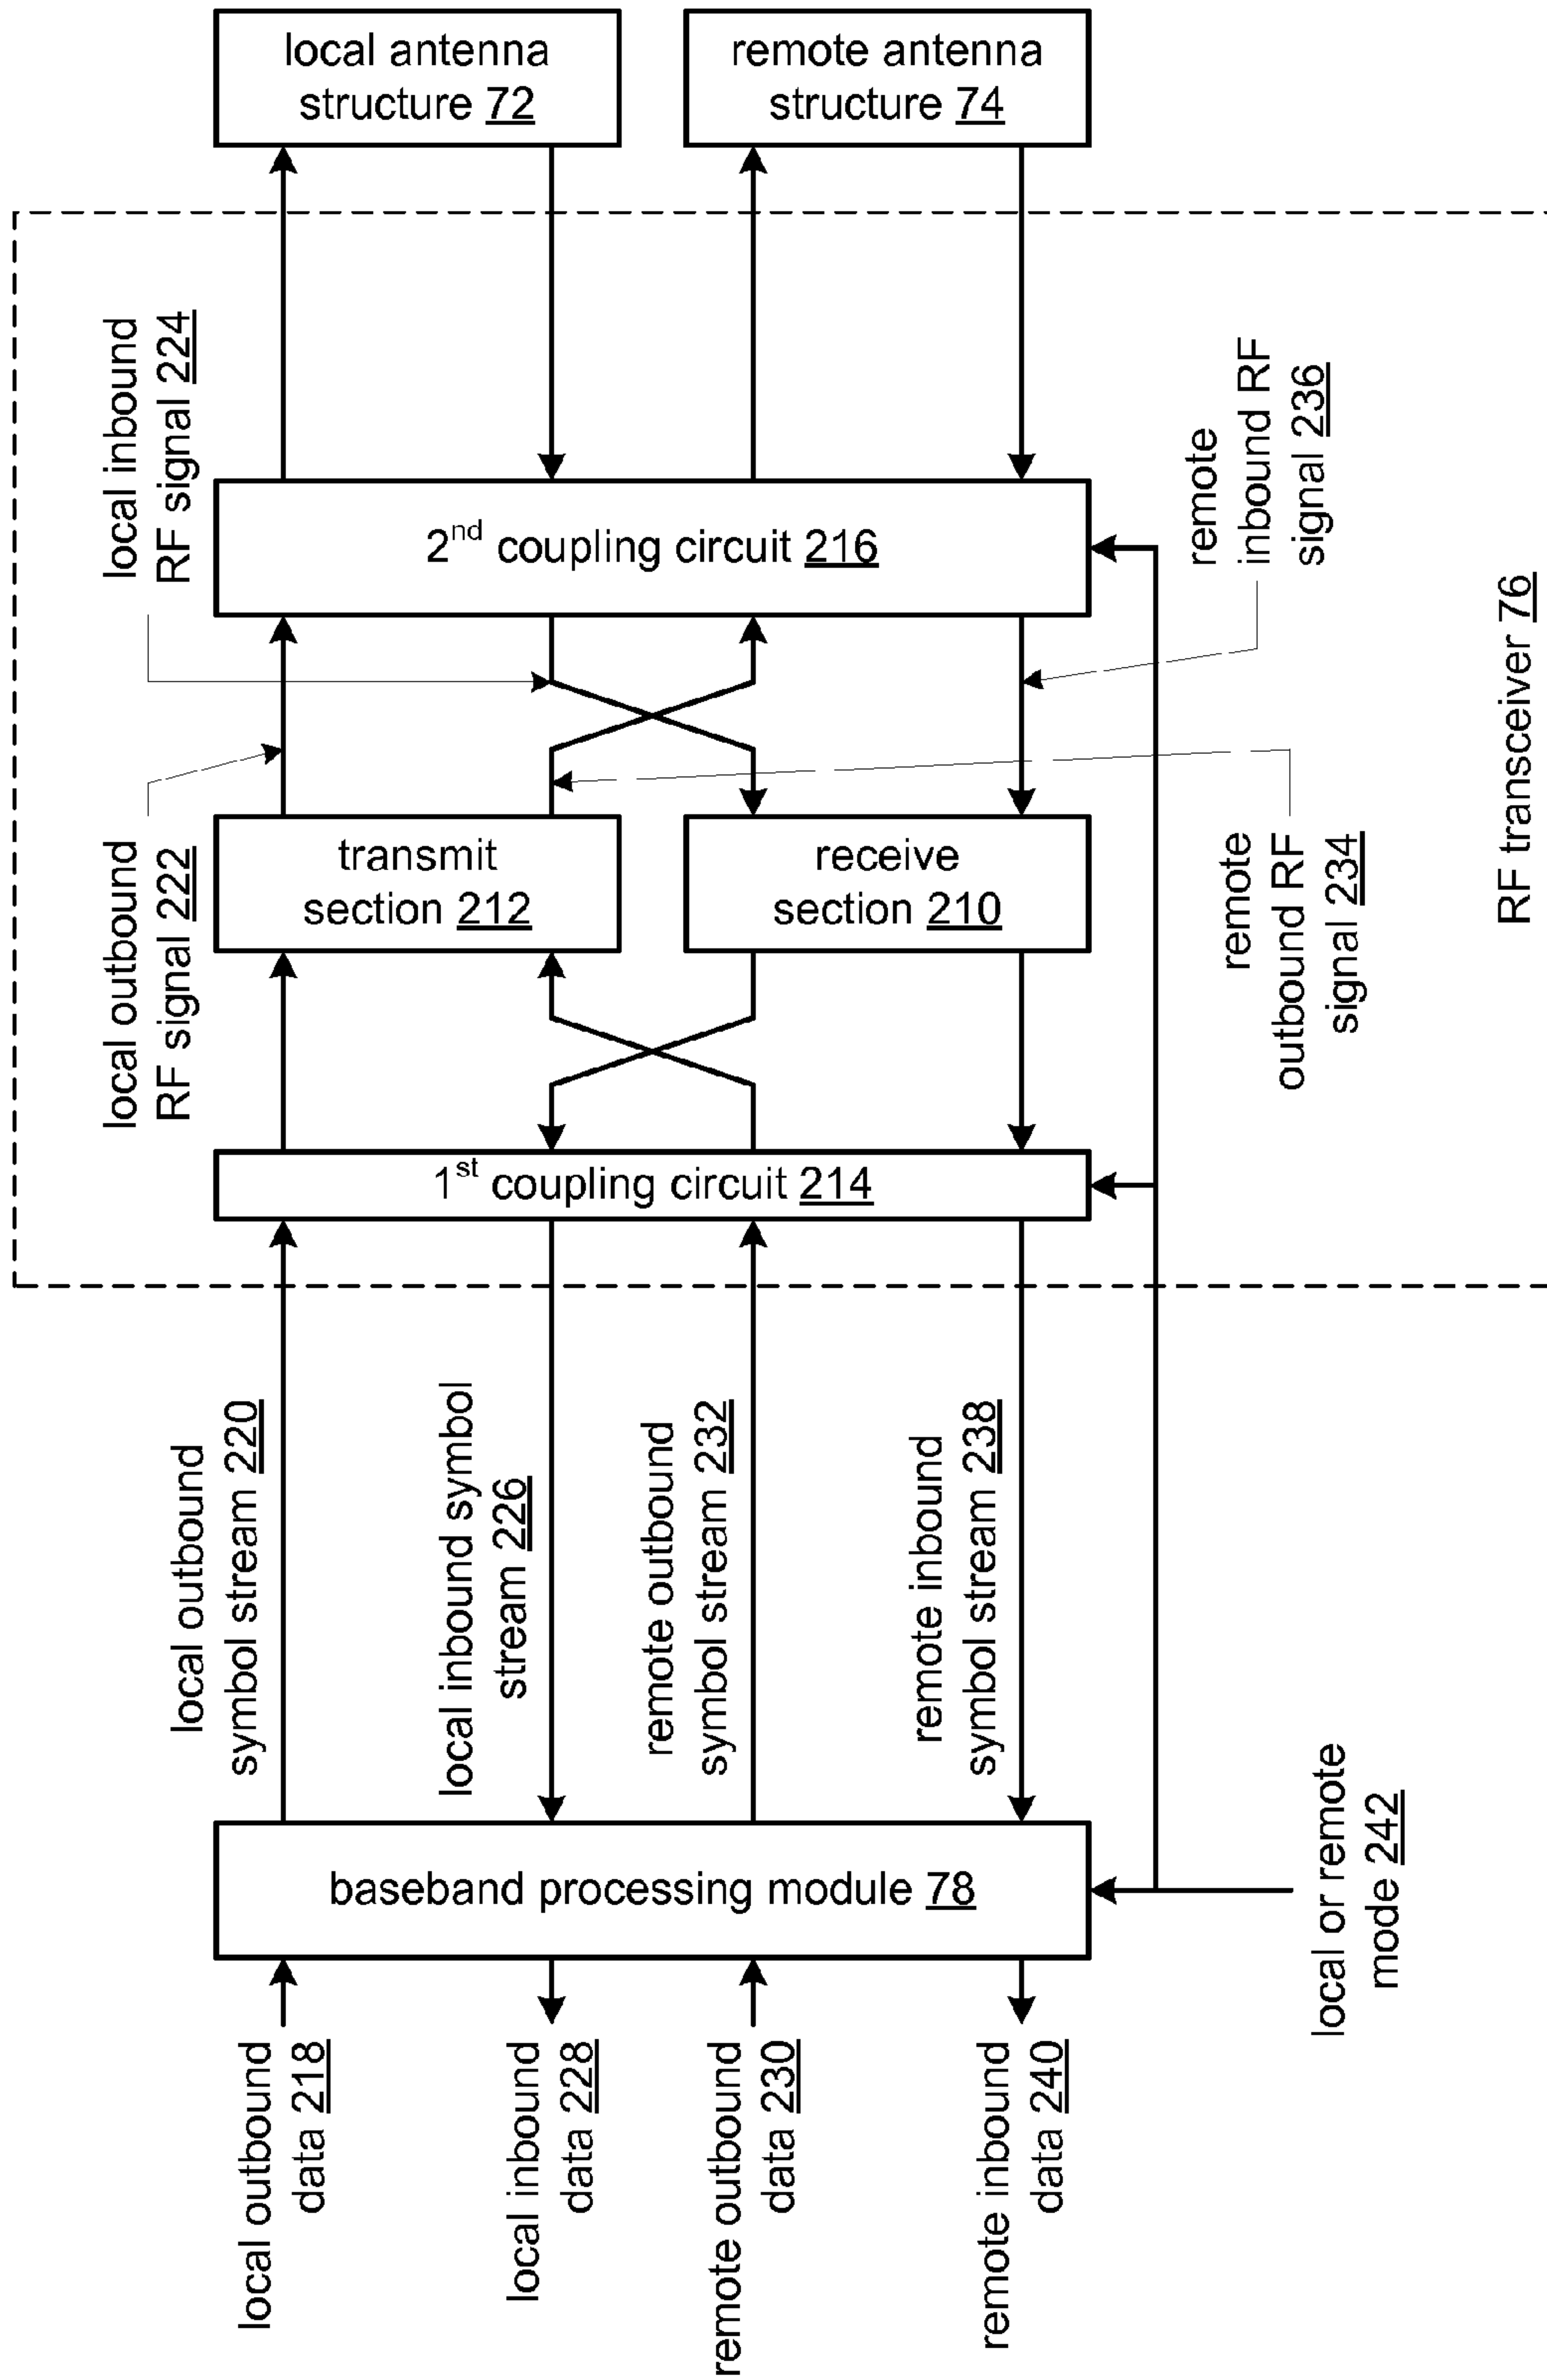 local antenna
structure 72
remote antenna
structure 74
local inbound
RF signal 224
2nd coupling circuit 216
remote
inbound RF
signal 236
local outbound
RF signal 222
transmit
section 212
receive
section 210
remote
outbound RF
signal 234
RF transceiver 76
1st coupling circuit 214
local outbound
symbol stream 220
local inbound symbol
stream 226
remote outbound
symbol stream 232
remote inbound
symbol stream 238
baseband processing module 78
local or remote
mode 242
local outbound
data 218
local inbound
data 228
remote outbound
data 230
remote inbound
data 240